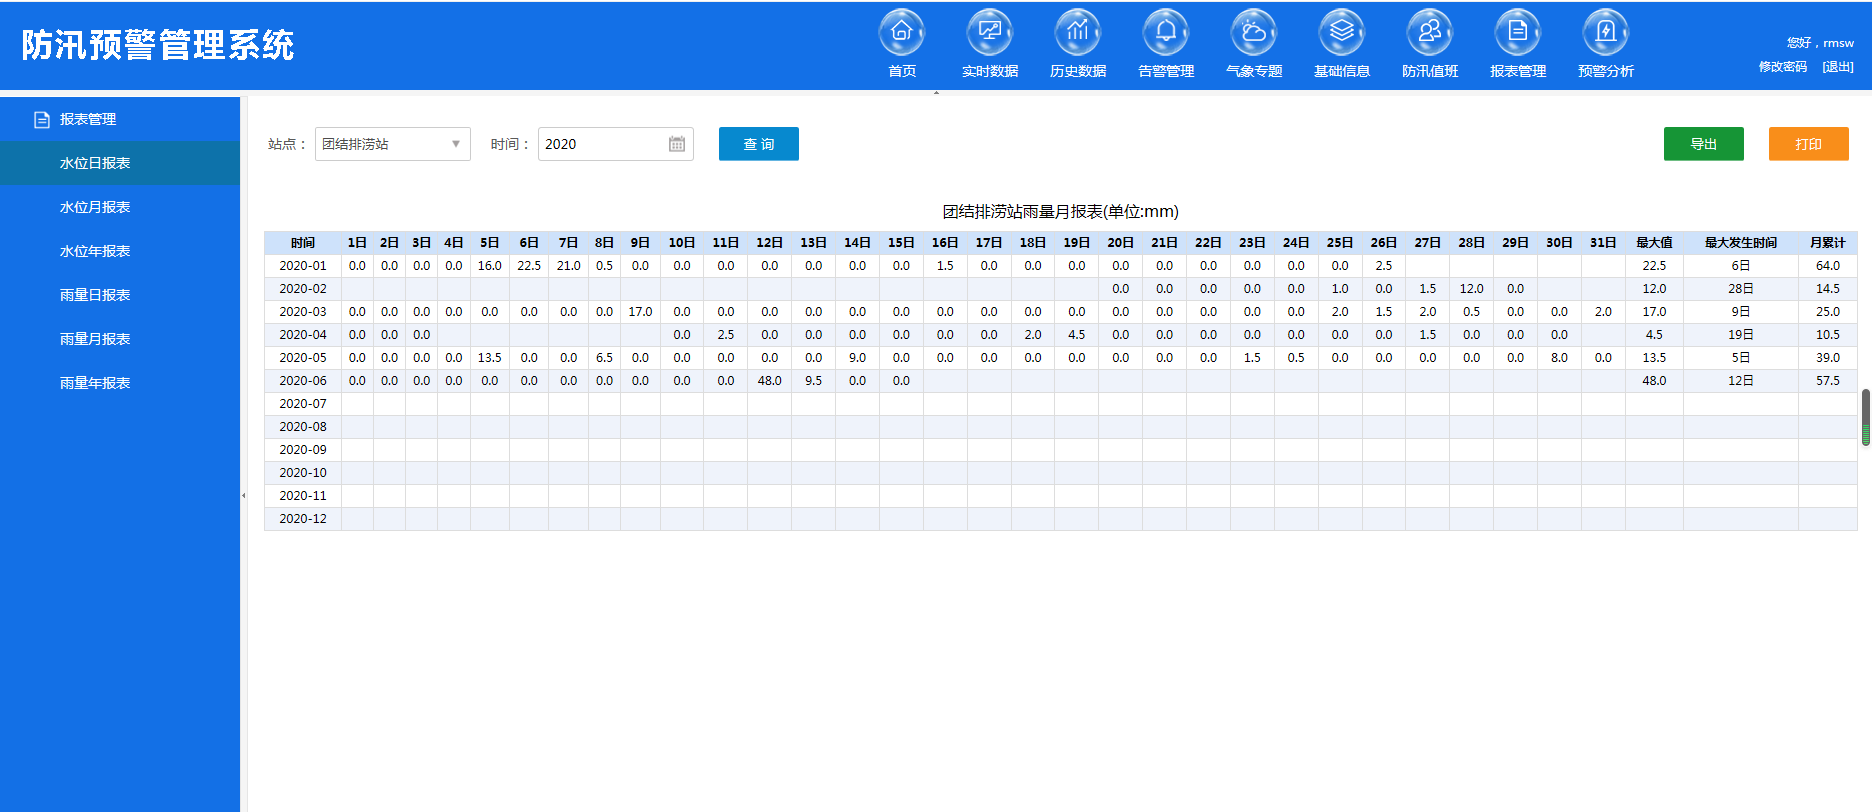 防汛预警管理系统
首页 实时数据 历史数据 告警管理 气象专题 基础信息 防汛值班 报表管理 预警分析
您好，rmsw
修改密码 [退出]
报表管理
水位日报表
水位月报表
水位年报表
雨量日报表
雨量月报表
雨量年报表
站点： 团结排涝站 时间： 2020 查 询 导出 打印
团结排涝站雨量月报表(单位:mm)
时间 1日 2日 3日 4日 5日 6日 7日 8日 9日 10日 11日 12日 13日 14日 15日 16日 17日 18日 19日 20日 21日 22日 23日 24日 25日 26日 27日 28日 29日 30日 31日 最大值 最大发生时间 月累计
2020-01 0.0 0.0 0.0 0.0 16.0 22.5 21.0 0.5 0.0 0.0 0.0 0.0 0.0 0.0 0.0 1.5 0.0 0.0 0.0 0.0 0.0 0.0 0.0 0.0 0.0 2.5 22.5 6日 64.0
2020-02 0.0 0.0 0.0 0.0 0.0 1.0 0.0 1.5 12.0 0.0 12.0 28日 14.5
2020-03 0.0 0.0 0.0 0.0 0.0 0.0 0.0 0.0 17.0 0.0 0.0 0.0 0.0 0.0 0.0 0.0 0.0 0.0 0.0 0.0 0.0 0.0 0.0 0.0 2.0 1.5 2.0 0.5 0.0 0.0 2.0 17.0 9日 25.0
2020-04 0.0 0.0 0.0 0.0 2.5 0.0 0.0 0.0 0.0 0.0 0.0 2.0 4.5 0.0 0.0 0.0 0.0 0.0 0.0 0.0 1.5 0.0 0.0 0.0 4.5 19日 10.5
2020-05 0.0 0.0 0.0 0.0 13.5 0.0 0.0 6.5 0.0 0.0 0.0 0.0 0.0 9.0 0.0 0.0 0.0 0.0 0.0 0.0 0.0 0.0 1.5 0.5 0.0 0.0 0.0 0.0 0.0 8.0 0.0 13.5 5日 39.0
2020-06 0.0 0.0 0.0 0.0 0.0 0.0 0.0 0.0 0.0 0.0 0.0 48.0 9.5 0.0 0.0 48.0 12日 57.5
2020-07
2020-08
2020-09
2020-10
2020-11
2020-12